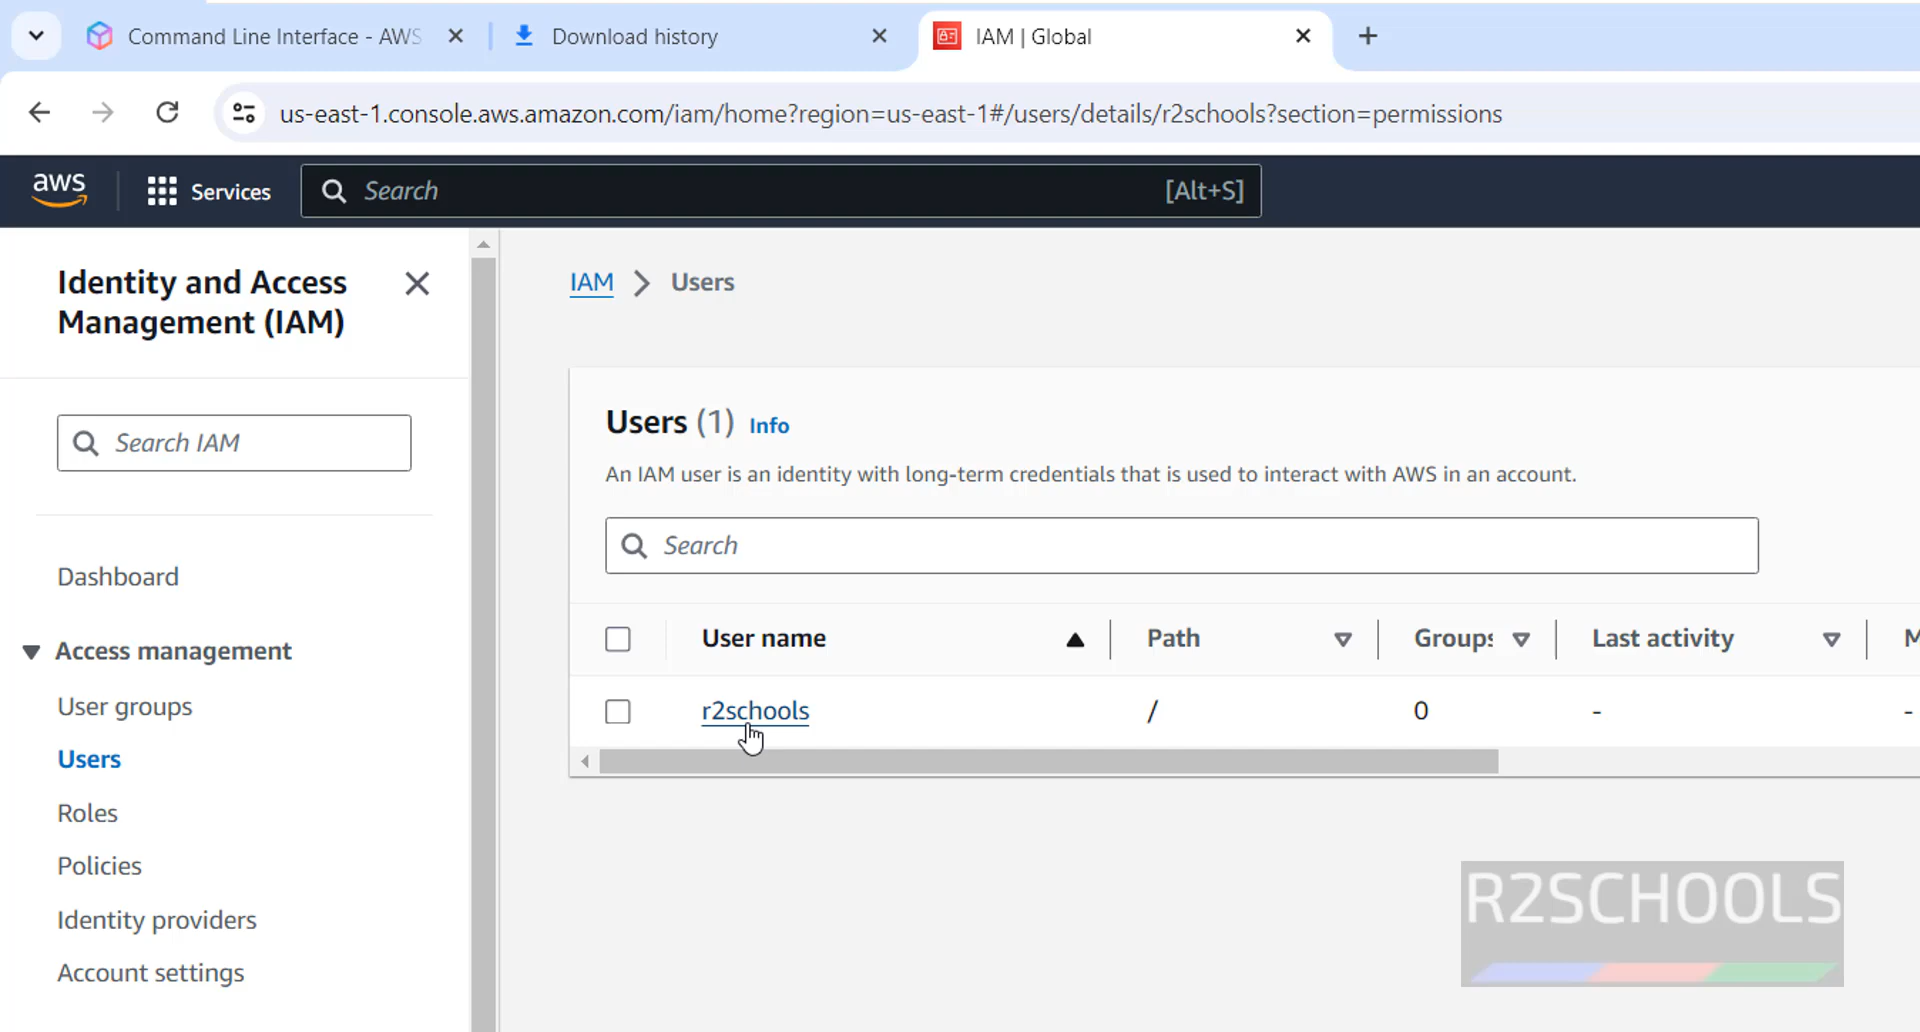 Command Line Interface - AWS
Download history
IAM | Global
us-east-1.console.aws.amazon.com/iam/home?region=us-east-1#/users/details/r2schools?section=permissions
aws
Services
Search
[Alt+S]
Identity and Access
Management (IAM)
Search IAM
Dashboard
Access management
User groups
Users
Roles
Policies
Identity providers
Account settings
IAM > Users
Users (1) Info
An IAM user is an identity with long-term credentials that is used to interact with AWS in an account.
Search
User name Path Groups Last activity M
r2schools / 0 - -
R2SCHOOLS